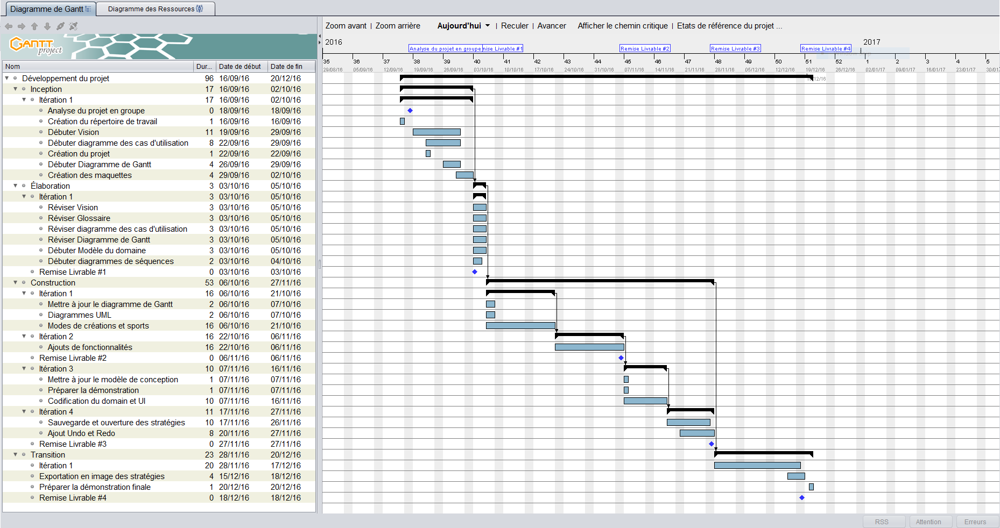 Diagramme de Gantt
Diagramme des Ressources
Zoom avant | Zoom arrière Aujourd'hui | Reculer | Avancer Afficher le chemin critique | Etats de référence du projet ...
GANTT project
2016 2017
Analyse du projet en groupe mise Livrable #1 Remise Livrable #2 Remise Livrable #3 Remise Livrable #4
35 36 37 38 39 40 41 42 43 44 45 46 47 48 49 50 51 52 1 2 3 4 5
29/08/16 05/09/16 12/09/16 19/09/16 26/09/16 03/10/16 10/10/16 17/10/16 24/10/16 31/10/16 07/11/16 14/11/16 21/11/16 28/11/16 05/12/16 12/12/16 19/12/16 26/12/16 02/01/17 09/01/17 16/01/17 23/01/17 30/01/
Nom Dur... Date de début Date de fin
Développement du projet 96 16/09/16 20/12/16
Inception 17 16/09/16 02/10/16
Itération 1 17 16/09/16 02/10/16
Analyse du projet en groupe 0 18/09/16 18/09/16
Création du répertoire de travail 1 16/09/16 16/09/16
Débuter Vision 11 19/09/16 29/09/16
Débuter diagramme des cas d'utilisation 8 22/09/16 29/09/16
Création du projet 1 22/09/16 22/09/16
Débuter Diagramme de Gantt 4 26/09/16 29/09/16
Création des maquettes 4 29/09/16 02/10/16
Élaboration 3 03/10/16 05/10/16
Itération 1 3 03/10/16 05/10/16
Réviser Vision 3 03/10/16 05/10/16
Réviser Glossaire 3 03/10/16 05/10/16
Réviser diagramme des cas d'utilisation 3 03/10/16 05/10/16
Réviser Diagramme de Gantt 3 03/10/16 05/10/16
Débuter Modèle du domaine 3 03/10/16 05/10/16
Débuter diagrammes de séquences 2 03/10/16 04/10/16
Remise Livrable #1 0 03/10/16 03/10/16
Construction 53 06/10/16 27/11/16
Itération 1 16 06/10/16 21/10/16
Mettre à jour le diagramme de Gantt 2 06/10/16 07/10/16
Diagrammes UML 2 06/10/16 07/10/16
Modes de créations et sports 16 06/10/16 21/10/16
Itération 2 16 22/10/16 06/11/16
Ajouts de fonctionnalités 16 22/10/16 06/11/16
Remise Livrable #2 0 06/11/16 06/11/16
Itération 3 10 07/11/16 16/11/16
Mettre à jour le modèle de conception 1 07/11/16 07/11/16
Préparer la démonstration 1 07/11/16 07/11/16
Codification du domain et UI 10 07/11/16 16/11/16
Itération 4 11 17/11/16 27/11/16
Sauvegarde et ouverture des stratégies 10 17/11/16 26/11/16
Ajout Undo et Redo 8 20/11/16 27/11/16
Remise Livrable #3 0 27/11/16 27/11/16
Transition 23 28/11/16 20/12/16
Itération 1 20 28/11/16 17/12/16
Exportation en image des stratégies 4 15/12/16 18/12/16
Préparer la démonstration finale 1 20/12/16 20/12/16
Remise Livrable #4 0 18/12/16 18/12/16
RSS Attention Erreurs